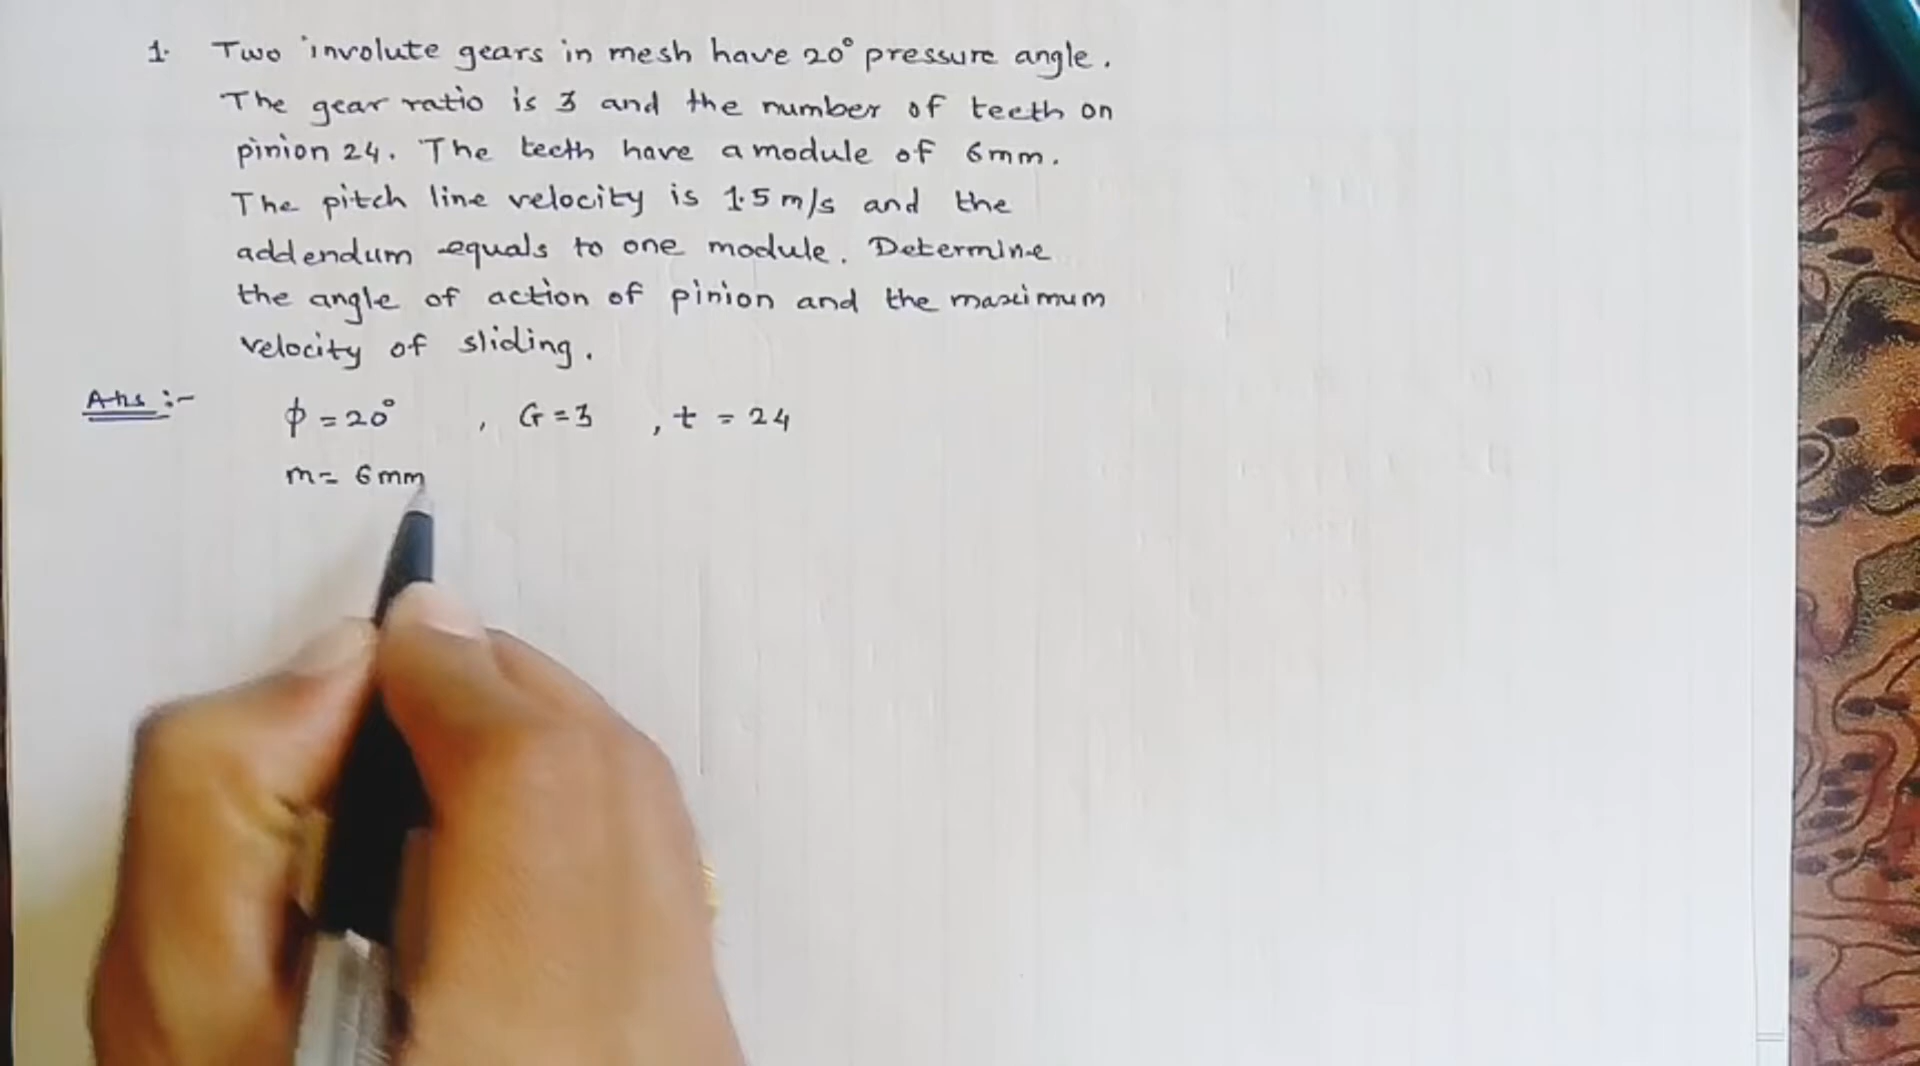 1. Two involute gears in mesh have 20° pressure angle.
The gear ratio is 3 and the number of teeth on
pinion 24. The teeth have a module of 6mm.
The pitch line velocity is 1.5 m/s and the
addendum equals to one module. Determine
the angle of action of pinion and the maximum
velocity of sliding.
Ans :- ϕ = 20° , G = 3 , t = 24
m = 6mm